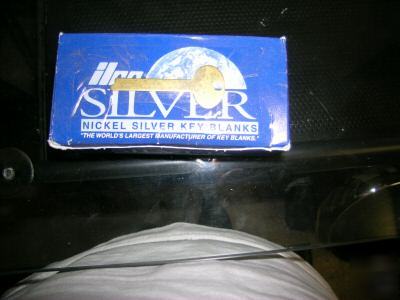 ilco
SILVER
NICKEL SILVER KEY BLANKS
"THE WORLD'S LARGEST MANUFACTURER OF KEY BLANKS."